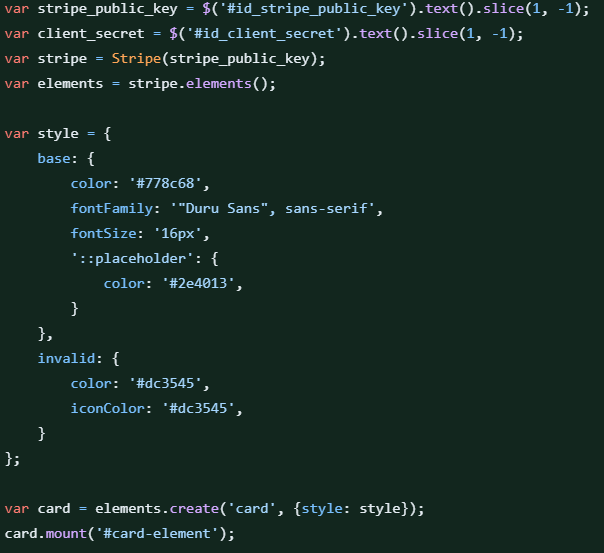 var stripe_public_key = $('#id_stripe_public_key').text().slice(1, -1);
var client_secret = $('#id_client_secret').text().slice(1, -1);
var stripe = Stripe(stripe_public_key);
var elements = stripe.elements();

var style = {
    base: {
        color: '#778c68',
        fontFamily: '"Duru Sans", sans-serif',
        fontSize: '16px',
        '::placeholder': {
            color: '#2e4013',
        }
    },
    invalid: {
        color: '#dc3545',
        iconColor: '#dc3545',
    }
};

var card = elements.create('card', {style: style});
card.mount('#card-element');